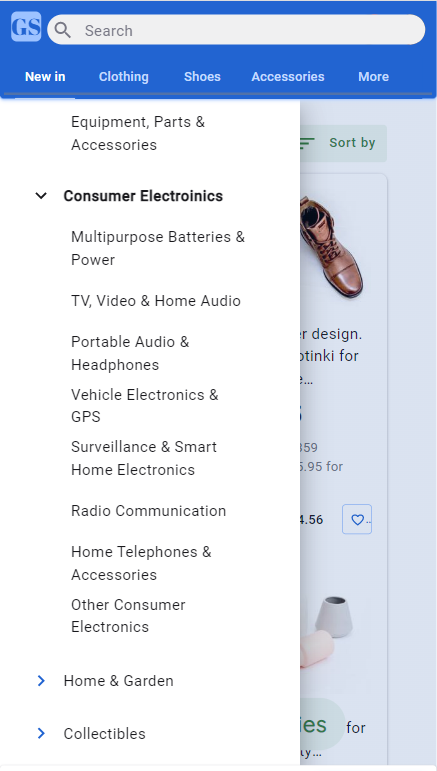 GS
Search
New in Clothing Shoes Accessories More
Equipment, Parts &
Accessories
Sort by
Consumer Electroinics
Multipurpose Batteries &
Power
TV, Video & Home Audio
Portable Audio &
Headphones
r design.
otinki for
e...
Vehicle Electronics &
GPS
Surveillance & Smart
Home Electronics
359
5.95 for
Radio Communication
4.56
Home Telephones &
Accessories
Other Consumer
Electronics
Home & Garden
Collectibles
ies for
ty...